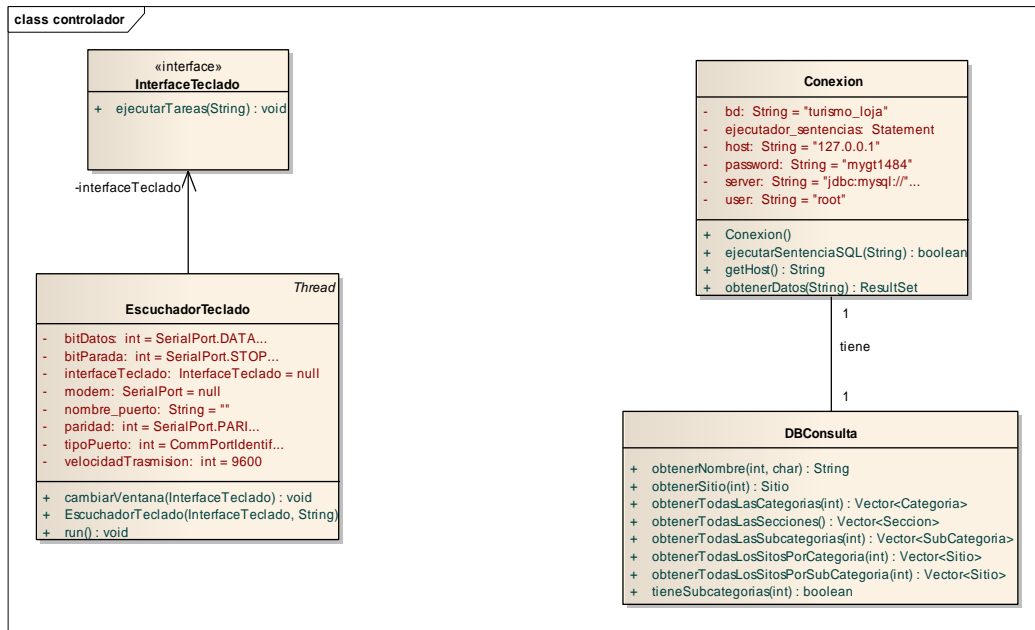 class controlador
«interface»
InterfaceTeclado
+ ejecutarTareas(String) : void
-interfaceTeclado
Thread
EscuchadorTeclado
- bitDatos: int = SerialPort.DATA...
- bitParada: int = SerialPort.STOP...
- interfaceTeclado: InterfaceTeclado = null
- modem: SerialPort = null
- nombre_puerto: String = ""
- paridad: int = SerialPort.PARI...
- tipoPuerto: int = CommPortIdentif...
- velocidadTrasmision: int = 9600
+ cambiarVentana(InterfaceTeclado) : void
+ EscuchadorTeclado(InterfaceTeclado, String)
+ run() : void
Conexion
- bd: String = "turismo_loja"
- ejecutador_sentencias: Statement
- host: String = "127.0.0.1"
- password: String = "mygt1484"
- server: String = "jdbc:mysql://"...
- user: String = "root"
+ Conexion()
+ ejecutarSentenciaSQL(String) : boolean
+ getHost() : String
+ obtenerDatos(String) : ResultSet
1
tiene
1
DBConsulta
+ obtenerNombre(int, char) : String
+ obtenerSitio(int) : Sitio
+ obtenerTodasLasCategorias(int) : Vector<Categoria>
+ obtenerTodasLasSecciones() : Vector<Seccion>
+ obtenerTodasLasSubcategorias(int) : Vector<SubCategoria>
+ obtenerTodasLosSitosPorCategoria(int) : Vector<Sitio>
+ obtenerTodasLosSitosPorSubCategoria(int) : Vector<Sitio>
+ tieneSubcategorias(int) : boolean